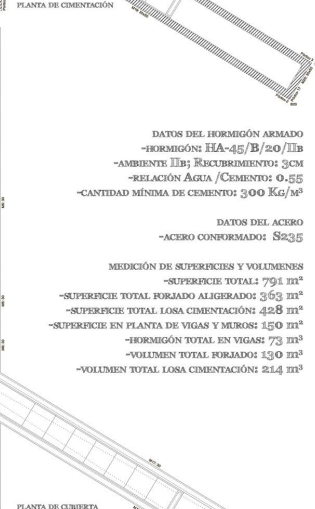 PLANTA DE CIMENTACIÓN
DATOS DEL HORMIGÓN ARMADO
-HORMIGÓN: HA-45/B/20/IIB
-AMBIENTE IIB; RECUBRIMIENTO: 3CM
-RELACIÓN AGUA /CEMENTO: 0.55
-CANTIDAD MÍNIMA DE CEMENTO: 300 KG/M³
DATOS DEL ACERO
-ACERO CONFORMADO: S235
MEDICIÓN DE SUPERFICIES Y VOLUMENES
-SUPERFICIE TOTAL: 791 m²
-SUPERFICIE TOTAL FORJADO ALIGERADO: 363 m²
-SUPERFICIE TOTAL LOSA CIMENTACIÓN: 428 m²
-SUPERFICIE EN PLANTA DE VIGAS Y MUROS: 150 m²
-HORMIGÓN TOTAL EN VIGAS: 73 m³
-VOLUMEN TOTAL FORJADO: 130 m³
-VOLUMEN TOTAL LOSA CIMENTACIÓN: 214 m³
PLANTA DE CUBIERTA